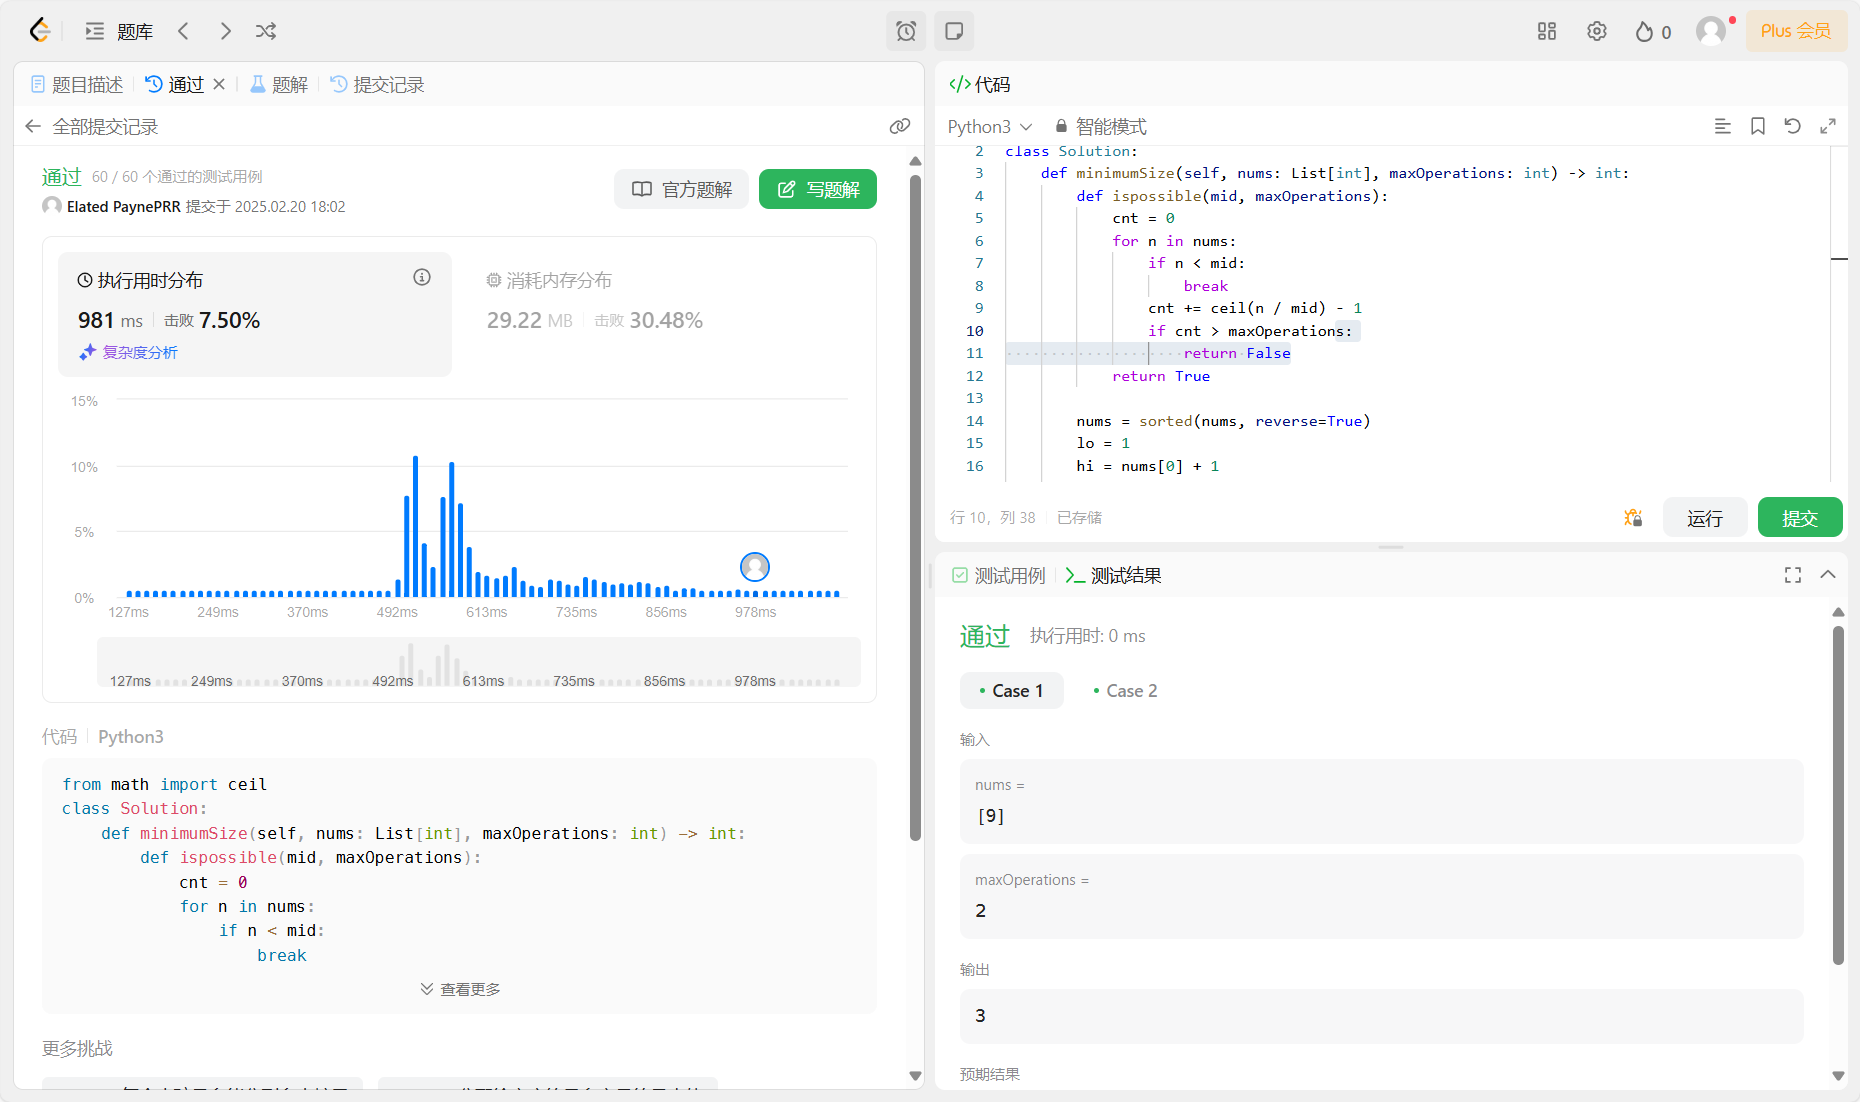 题库
0
Plus 会员
题目描述
通过
题解
提交记录
全部提交记录
通过 60 / 60 个通过的测试用例
Elated PaynePRR 提交于 2025.02.20 18:02
官方题解
写题解
执行用时分布
981 ms 击败 7.50%
复杂度分析
消耗内存分布
29.22 MB 击败 30.48%
15%
10%
5%
0%
127ms 249ms 370ms 492ms 613ms 735ms 856ms 978ms
127ms 249ms 370ms 492ms 613ms 735ms 856ms 978ms
代码 Python3
from math import ceil
class Solution:
    def minimumSize(self, nums: List[int], maxOperations: int) -> int:
        def ispossible(mid, maxOperations):
            cnt = 0
            for n in nums:
                if n < mid:
                    break
查看更多
更多挑战
代码
Python3 智能模式
2 class Solution:
3     def minimumSize(self, nums: List[int], maxOperations: int) -> int:
4         def ispossible(mid, maxOperations):
5             cnt = 0
6             for n in nums:
7                 if n < mid:
8                     break
9                 cnt += ceil(n / mid) - 1
10                 if cnt > maxOperations:
11                     return False
12             return True
13
14         nums = sorted(nums, reverse=True)
15         lo = 1
16         hi = nums[0] + 1
行 10, 列 38 已存储
运行
提交
测试用例
测试结果
通过 执行用时: 0 ms
Case 1
Case 2
输入
nums =
[9]
maxOperations =
2
输出
3
预期结果